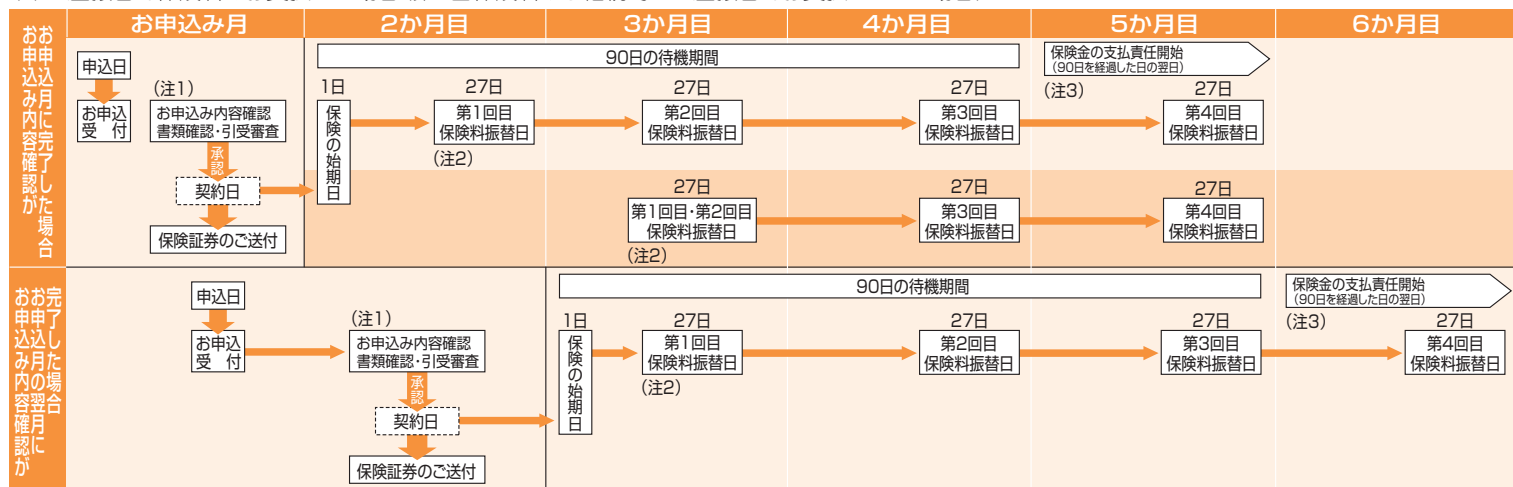 お申込み月
2か月目
3か月目
4か月目
5か月目
6か月目
お申込み内容確認が
お申込月に完了した場合
申込日
お申込
受 付
(注1)
お申込み内容確認
書類確認・引受審査
承認
契約日
保険証券のご送付
90日の待機期間
保険金の支払責任開始
(90日を経過した日の翌日)
(注3)
1日
保険の始期日
27日
第1回目
保険料振替日
(注2)
27日
第2回目
保険料振替日
27日
第3回目
保険料振替日
27日
第4回目
保険料振替日
27日
第1回目・第2回目
保険料振替日
(注2)
27日
第3回目
保険料振替日
27日
第4回目
保険料振替日
お申込み内容確認が
お申込月の翌月に
完了した場合
申込日
お申込
受 付
(注1)
お申込み内容確認
書類確認・引受審査
承認
契約日
保険証券のご送付
90日の待機期間
保険金の支払責任開始
(90日を経過した日の翌日)
(注3)
1日
保険の始期日
27日
第1回目
保険料振替日
(注2)
27日
第2回目
保険料振替日
27日
第3回目
保険料振替日
27日
第4回目
保険料振替日